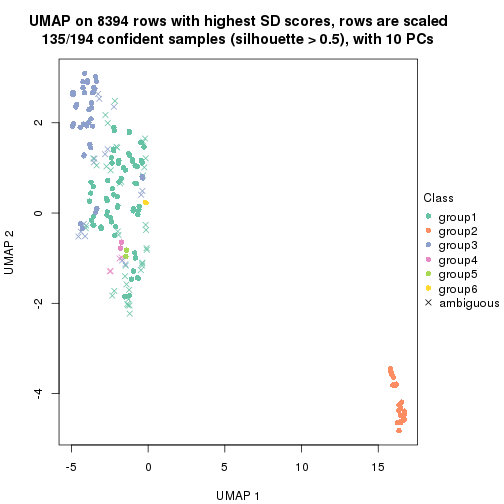 UMAP on 8394 rows with highest SD scores, rows are scaled
135/194 confident samples (silhouette > 0.5), with 10 PCs
2
0
-2
-4
UMAP 2
-5
0
5
10
15
UMAP 1
Class
group1
group2
group3
group4
group5
group6
ambiguous